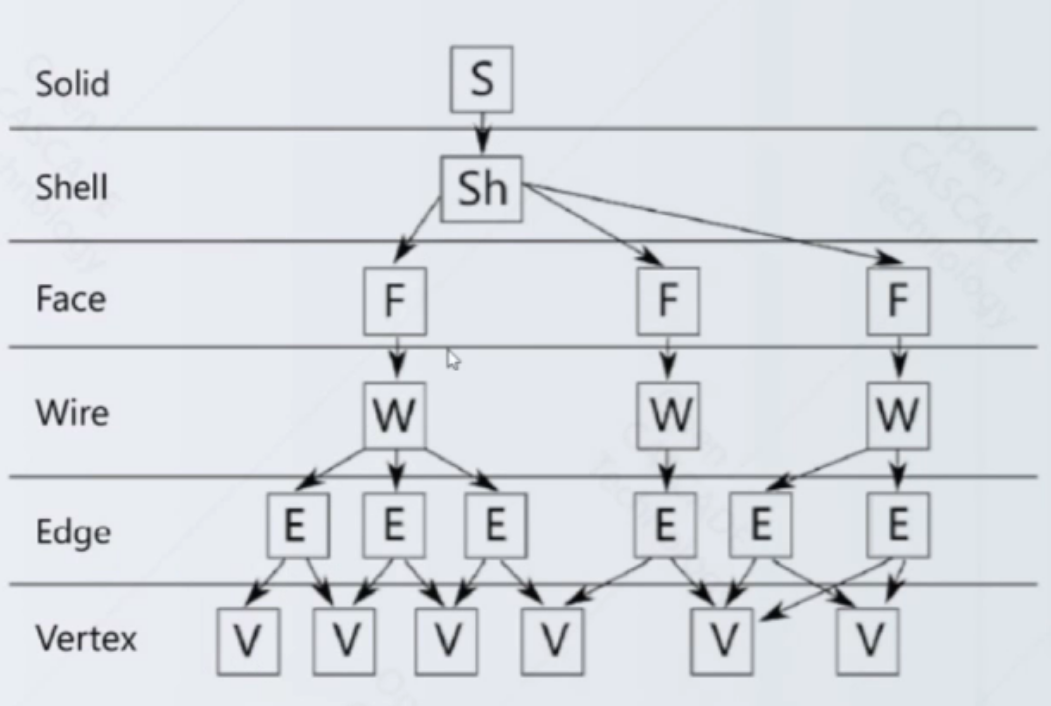 Solid S
Shell Sh
Face F F F
Wire W W W
Edge E E E E E E
Vertex V V V V V V
Open
CASCADE
Technology